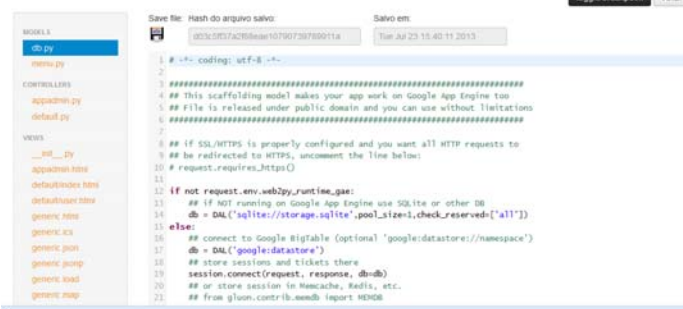 Save file: Hash do arquivo salvo: Salvo em:
Tue Jul 23 15:40:11 2013
MODELS
db.py
menu.py
CONTROLLERS
appadmin.py
default.py
VIEWS
__init__.py
appadmin.html
default/index.html
default/user.html
generic.html
generic.ics
generic.json
generic.jsonp
generic.load
generic.map
1 # -*- coding: utf-8 -*-
2
3 #########################################################################
4 ## This scaffolding model makes your app work on Google App Engine too
5 ## File is released under public domain and you can use without limitations
6 #########################################################################
7
8 ## if SSL/HTTPS is properly configured and you want all HTTP requests to
9 ## be redirected to HTTPS, uncomment the line below:
10 # request.requires_https()
11
12 if not request.env.web2py_runtime_gae:
13 ## if NOT running on Google App Engine use SQLite or other DB
14 db = DAL('sqlite://storage.sqlite',pool_size=1,check_reserved=['all'])
15 else:
16 ## connect to Google BigTable (optional 'google:datastore://namespace')
17 db = DAL('google:datastore')
18 ## store sessions and tickets there
19 session.connect(request, response, db=db)
20 ## or store session in Memcache, Redis, etc.
21 ## from gluon.contrib.memdb import MEMDB